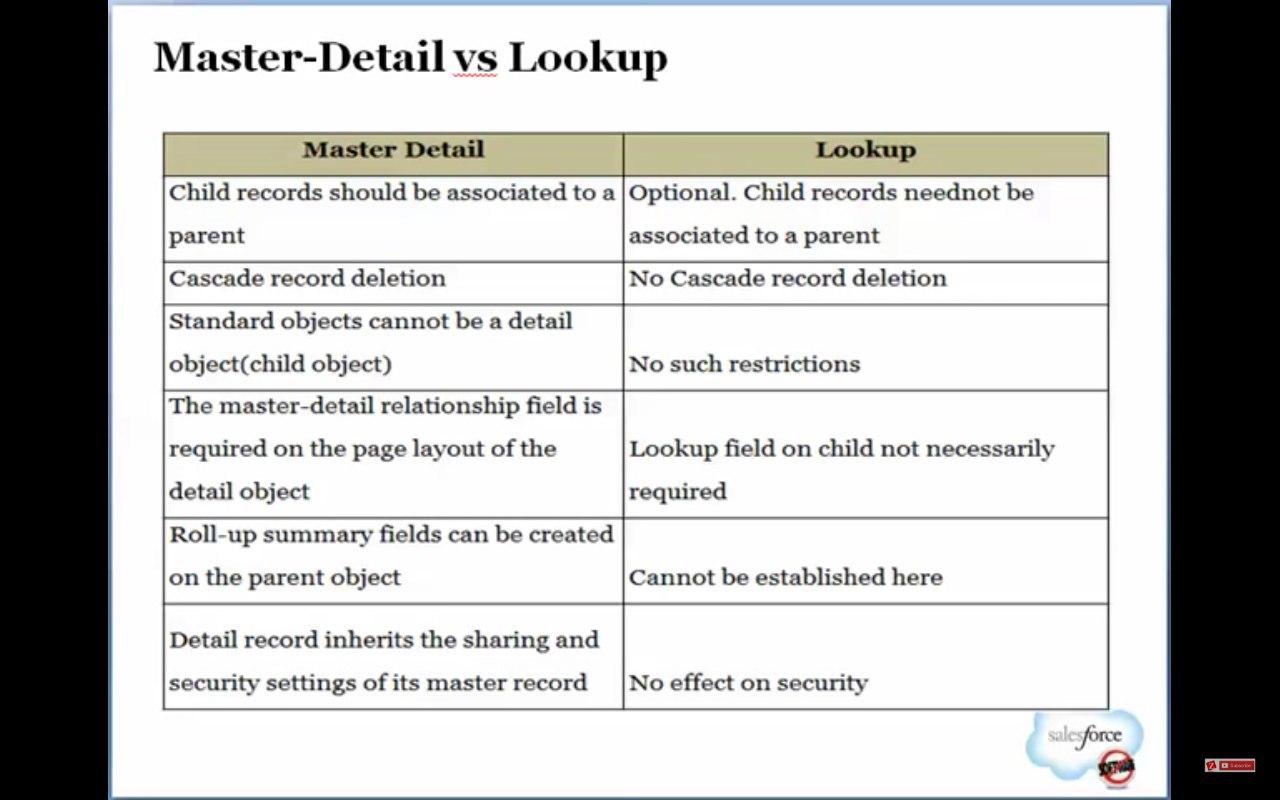 Master-Detail vs Lookup
Master Detail
Lookup
Child records should be associated to a
parent
Optional. Child records neednot be
associated to a parent
Cascade record deletion
No Cascade record deletion
Standard objects cannot be a detail
object(child object)
No such restrictions
The master-detail relationship field is
required on the page layout of the
detail object
Lookup field on child not necessarily
required
Roll-up summary fields can be created
on the parent object
Cannot be established here
Detail record inherits the sharing and
security settings of its master record
No effect on security
salesforce